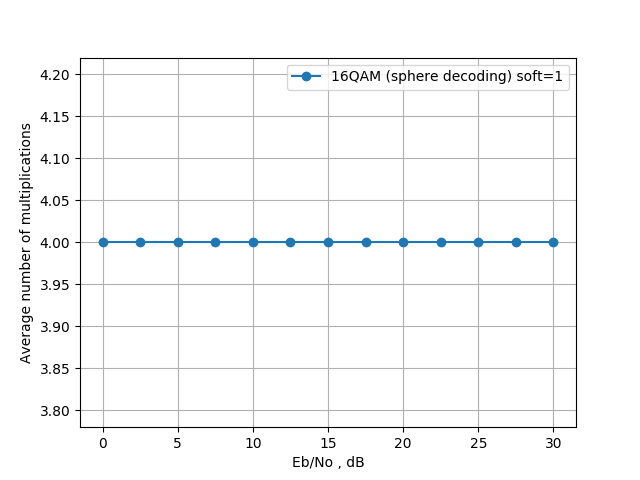 4.20
4.15
4.10
4.05
4.00
3.95
3.90
3.85
3.80
Average number of multiplications
16QAM (sphere decoding) soft=1
0 5 10 15 20 25 30
Eb/No , dB